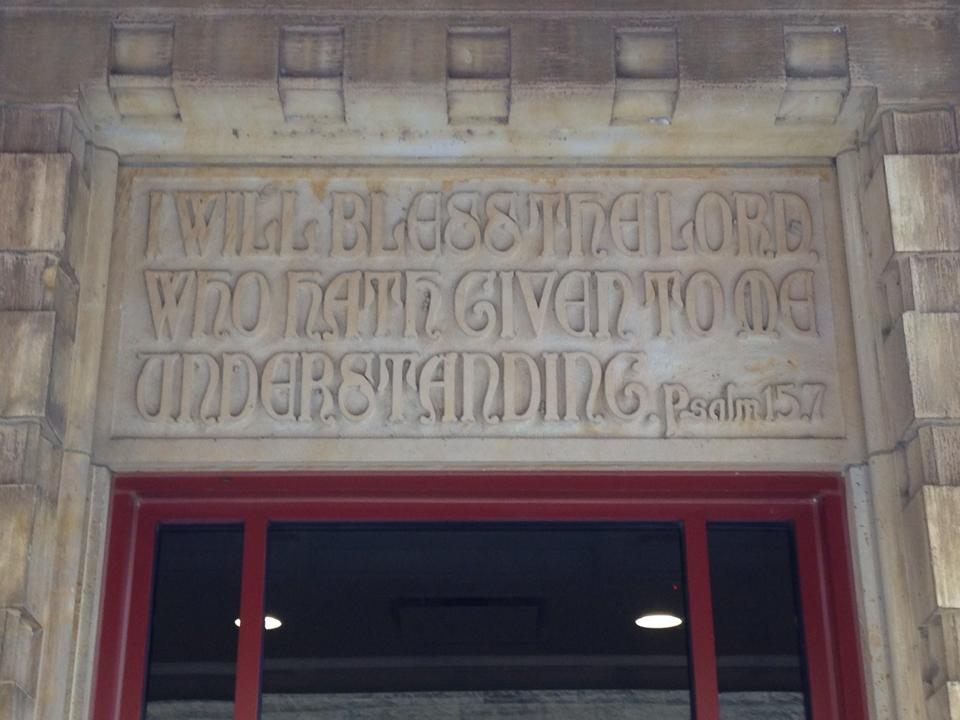 I WILL BLESS THE LORD
WHO HATH GIVEN TO ME
UNDERSTANDING. Psalm 15.7